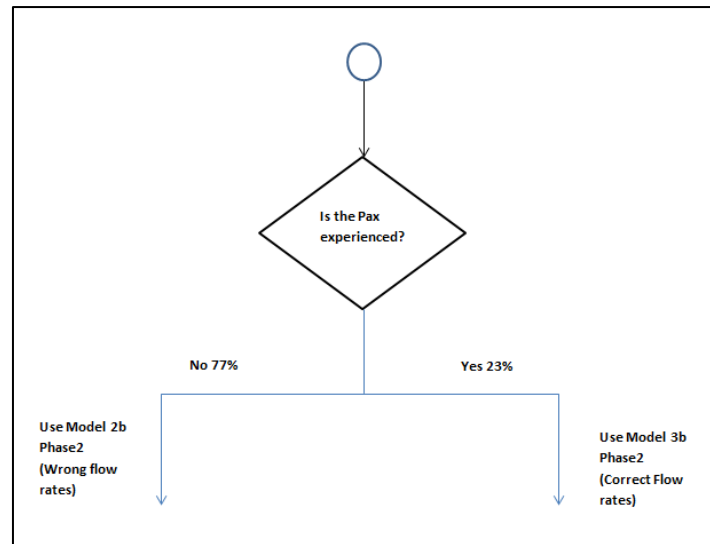 Is the Pax
experienced?
No 77%
Yes 23%
Use Model 2b
Phase2
(Wrong flow
rates)
Use Model 3b
Phase2
(Correct Flow
rates)